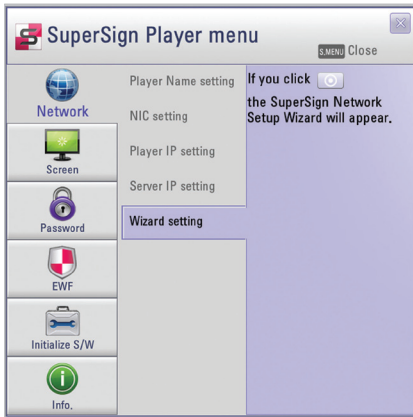 SuperSign Player menu
S.MENU Close
Network
Screen
Password
EWF
Initialize S/W
Info.
Player Name setting
NIC setting
Player IP setting
Server IP setting
Wizard setting
If you click
the SuperSign Network
Setup Wizard will appear.